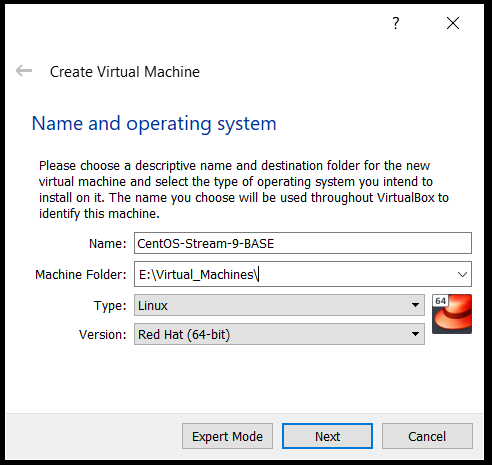 ?
Create Virtual Machine
Name and operating system
Please choose a descriptive name and destination folder for the new
virtual machine and select the type of operating system you intend to
install on it. The name you choose will be used throughout VirtualBox to
identify this machine.
Name: CentOS-Stream-9-BASE
Machine Folder: E:\Virtual_Machines\
Type: Linux
64
Version: Red Hat (64-bit)
Expert Mode Next Cancel